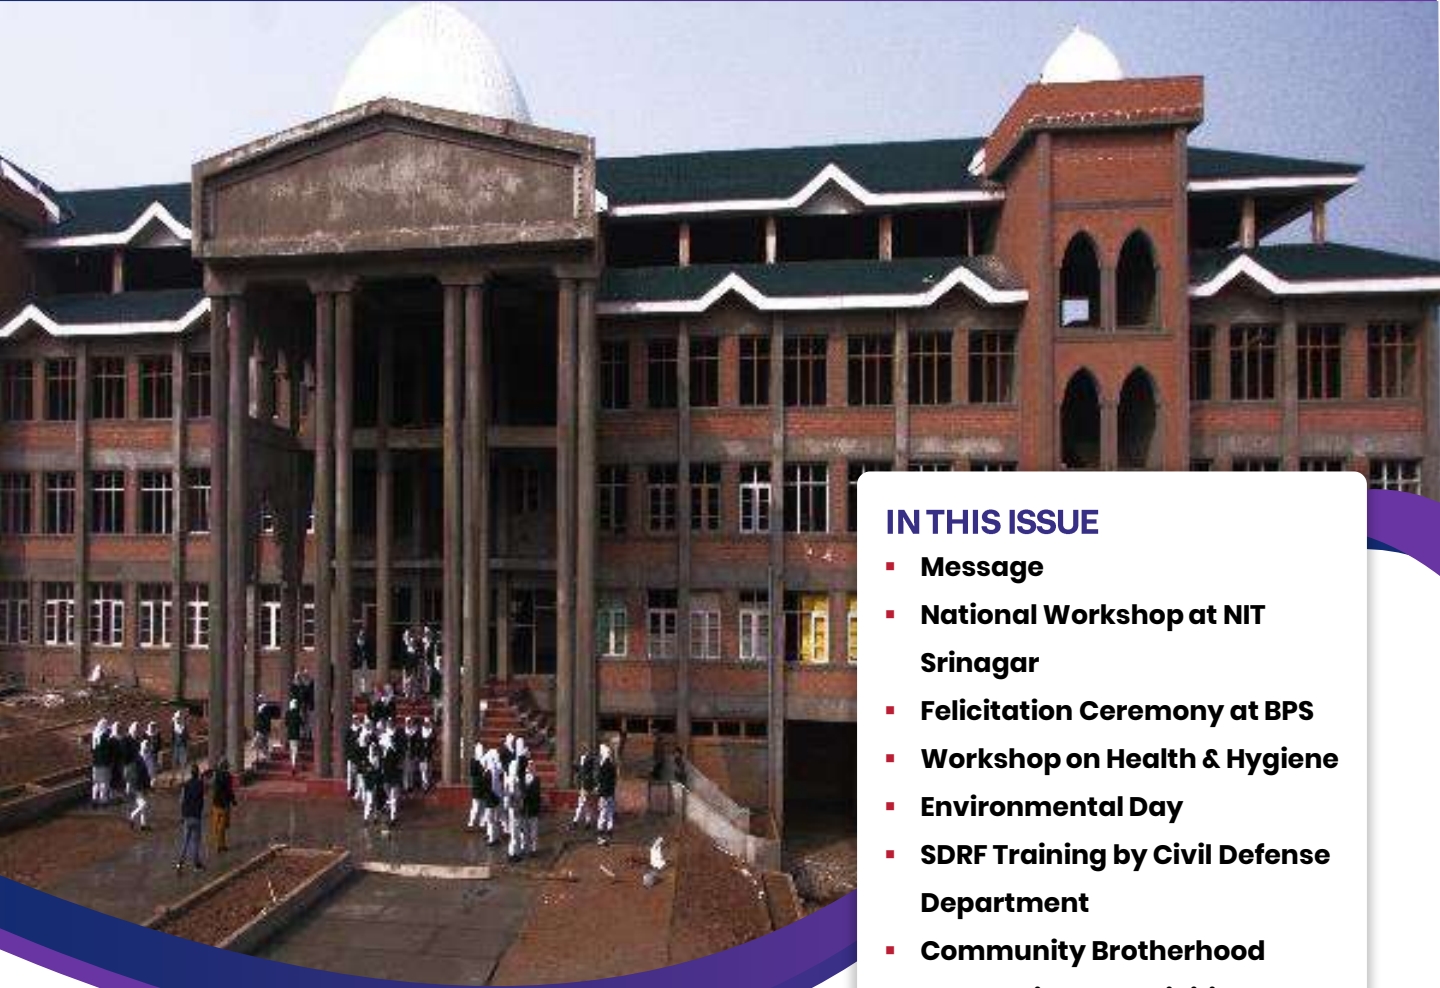 IN THIS ISSUE
▪ Message
▪ National Workshop at NIT
Srinagar
▪ Felicitation Ceremony at BPS
▪ Workshop on Health & Hygiene
▪ Environmental Day
▪ SDRF Training by Civil Defense
Department
▪ Community Brotherhood